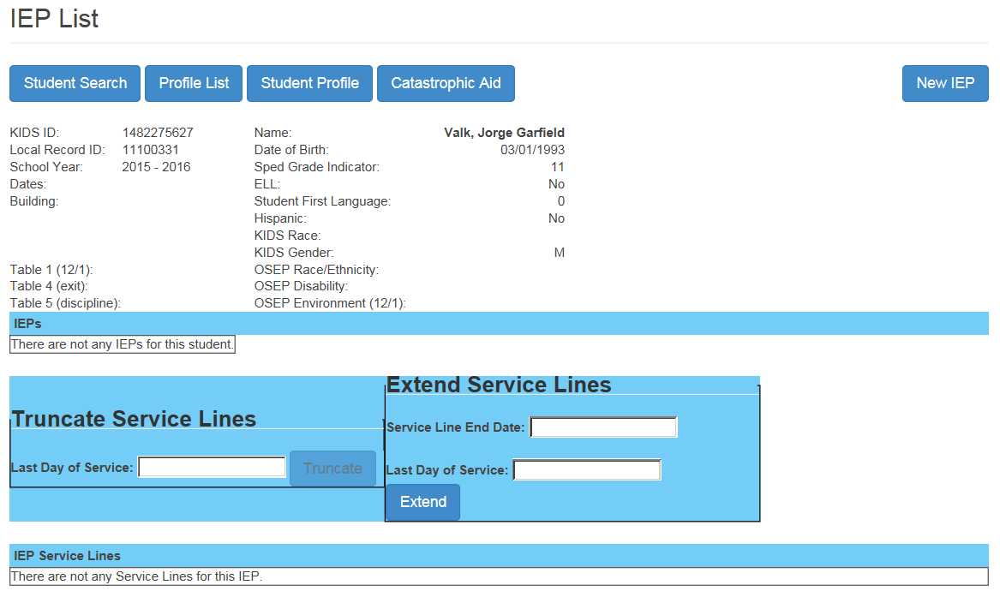 IEP List
Student Search Profile List Student Profile Catastrophic Aid New IEP
KIDS ID: 1482275627 Name: Valk, Jorge Garfield
Local Record ID: 11100331 Date of Birth: 03/01/1993
School Year: 2015 - 2016 Sped Grade Indicator: 11
Dates: ELL: No
Building: Student First Language: 0
Hispanic: No
KIDS Race:
KIDS Gender: M
Table 1 (12/1): OSEP Race/Ethnicity:
Table 4 (exit): OSEP Disability:
Table 5 (discipline): OSEP Environment (12/1):
IEPs
There are not any IEPs for this student.
Truncate Service Lines
Last Day of Service: Truncate
Extend Service Lines
Service Line End Date:
Last Day of Service:
Extend
IEP Service Lines
There are not any Service Lines for this IEP.